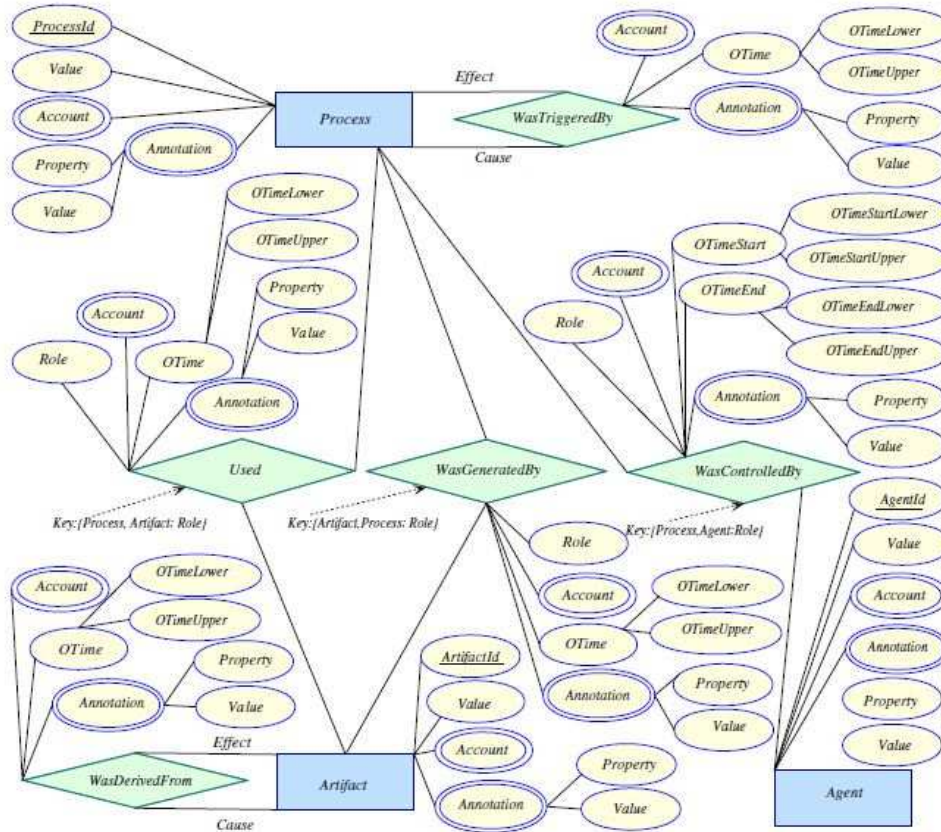 ProcessId
Value
Account
Property
Annotation
Value
Process
Effect
Cause
WasTriggeredBy
Account
OTime
OTimeLower
OTimeUpper
Annotation
Property
Value
OTimeLower
OTimeUpper
Property
Value
Account
Role
OTime
Annotation
Used
Key:{Process, Artifact: Role}
WasGeneratedBy
Key:{Artifact,Process: Role}
OTimeStart
OTimeStartLower
OTimeStartUpper
Account
OTimeEnd
OTimeEndLower
OTimeEndUpper
Role
Annotation
Property
Value
WasControlledBy
Key:{Process,Agent:Role}
Role
Account
OTime
OTimeLower
OTimeUpper
Annotation
Property
Value
AgentId
Value
Account
Annotation
Property
Value
Agent
Account
OTimeLower
OTimeUpper
OTime
Annotation
Property
Value
Effect
WasDerivedFrom
Cause
Artifact
ArtifactId
Value
Account
Annotation
Property
Value